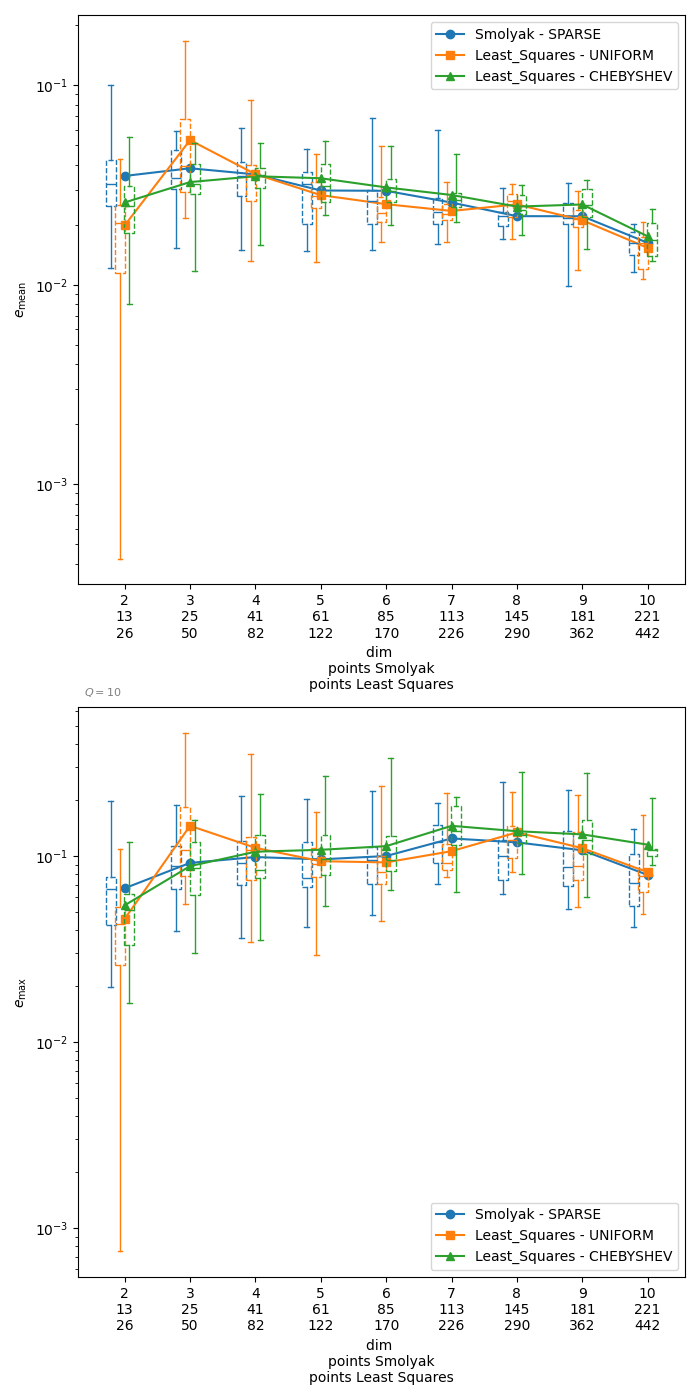 Smolyak - SPARSE
Least_Squares - UNIFORM
Least_Squares - CHEBYSHEV
10⁻¹
10⁻²
10⁻³
e_mean
2 3 4 5 6 7 8 9 10
13 25 41 61 85 113 145 181 221
26 50 82 122 170 226 290 362 442
dim
points Smolyak
points Least Squares
Q = 10
10⁻¹
10⁻²
10⁻³
e_max
Smolyak - SPARSE
Least_Squares - UNIFORM
Least_Squares - CHEBYSHEV
2 3 4 5 6 7 8 9 10
13 25 41 61 85 113 145 181 221
26 50 82 122 170 226 290 362 442
dim
points Smolyak
points Least Squares